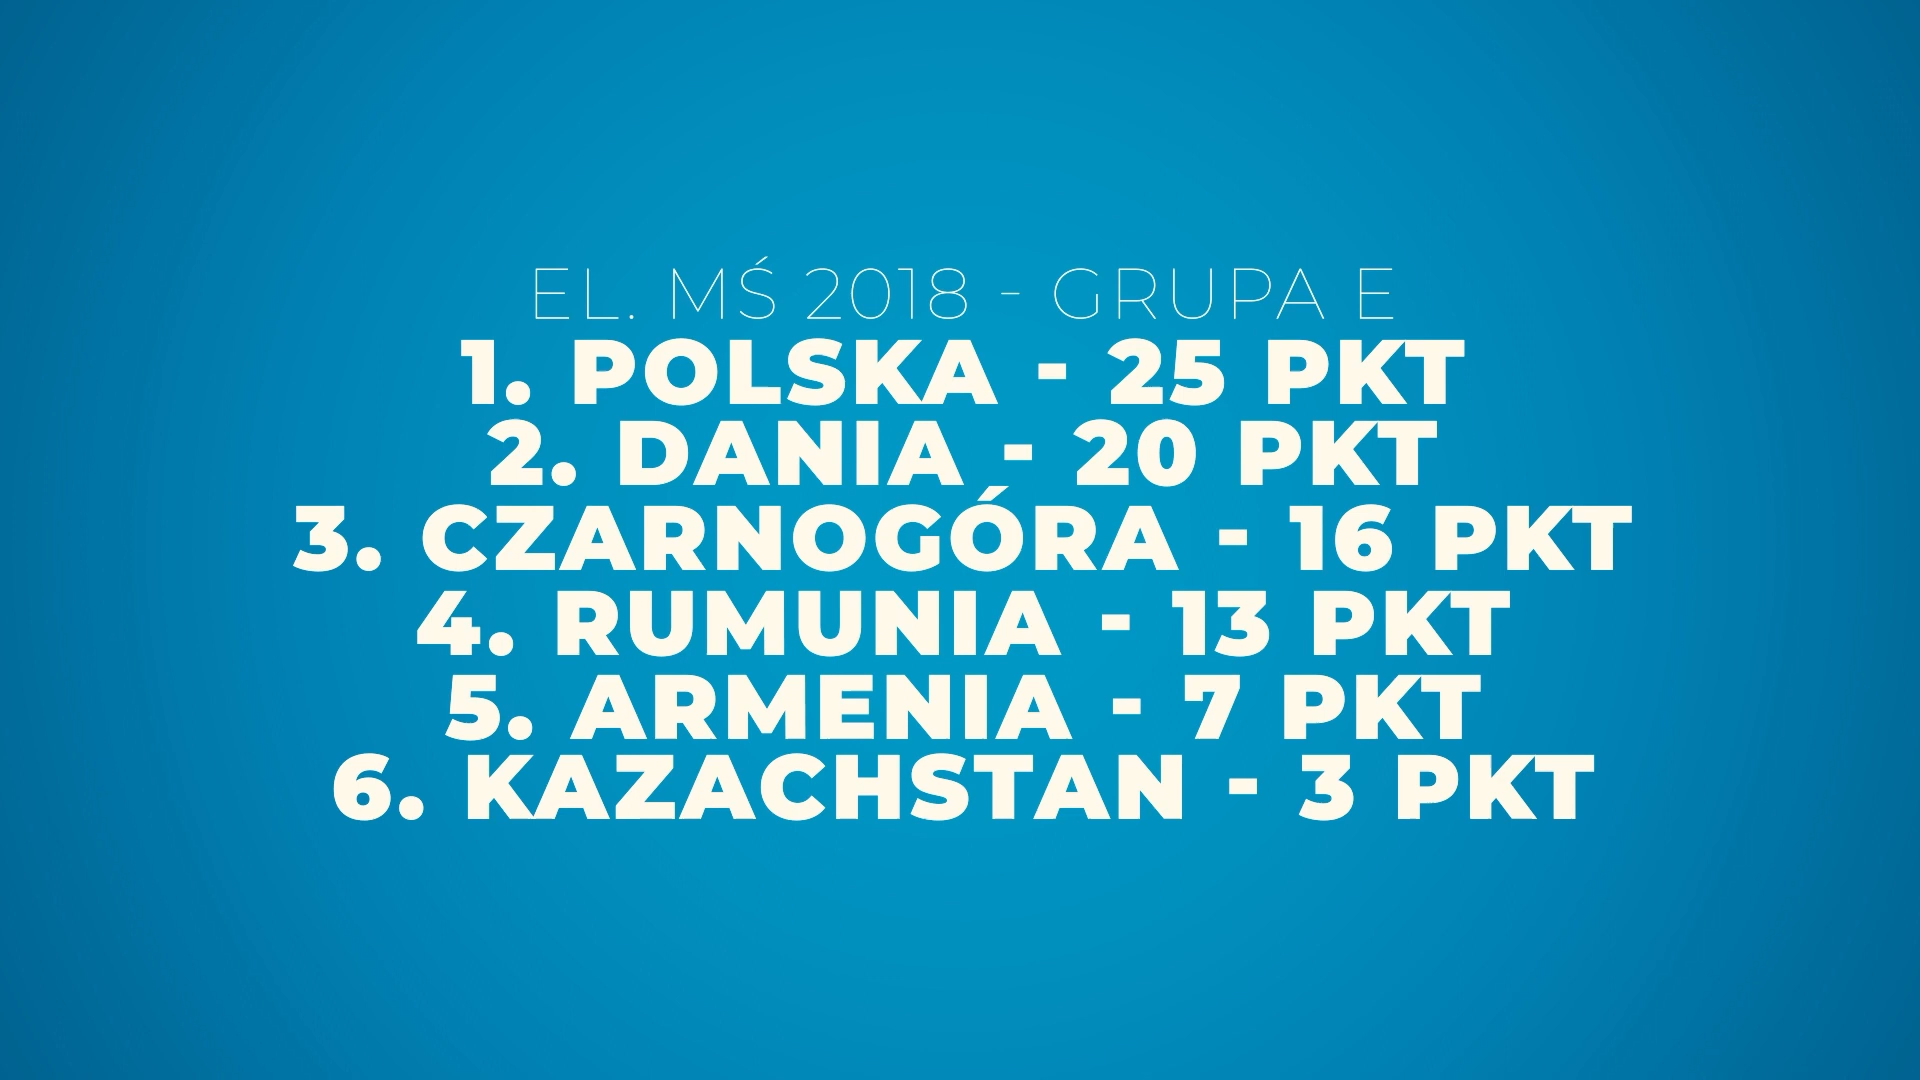 EL. MŚ 2018 - GRUPA E
1. POLSKA - 25 PKT
2. DANIA - 20 PKT
3. CZARNOGÓRA - 16 PKT
4. RUMUNIA - 13 PKT
5. ARMENIA - 7 PKT
6. KAZACHSTAN - 3 PKT